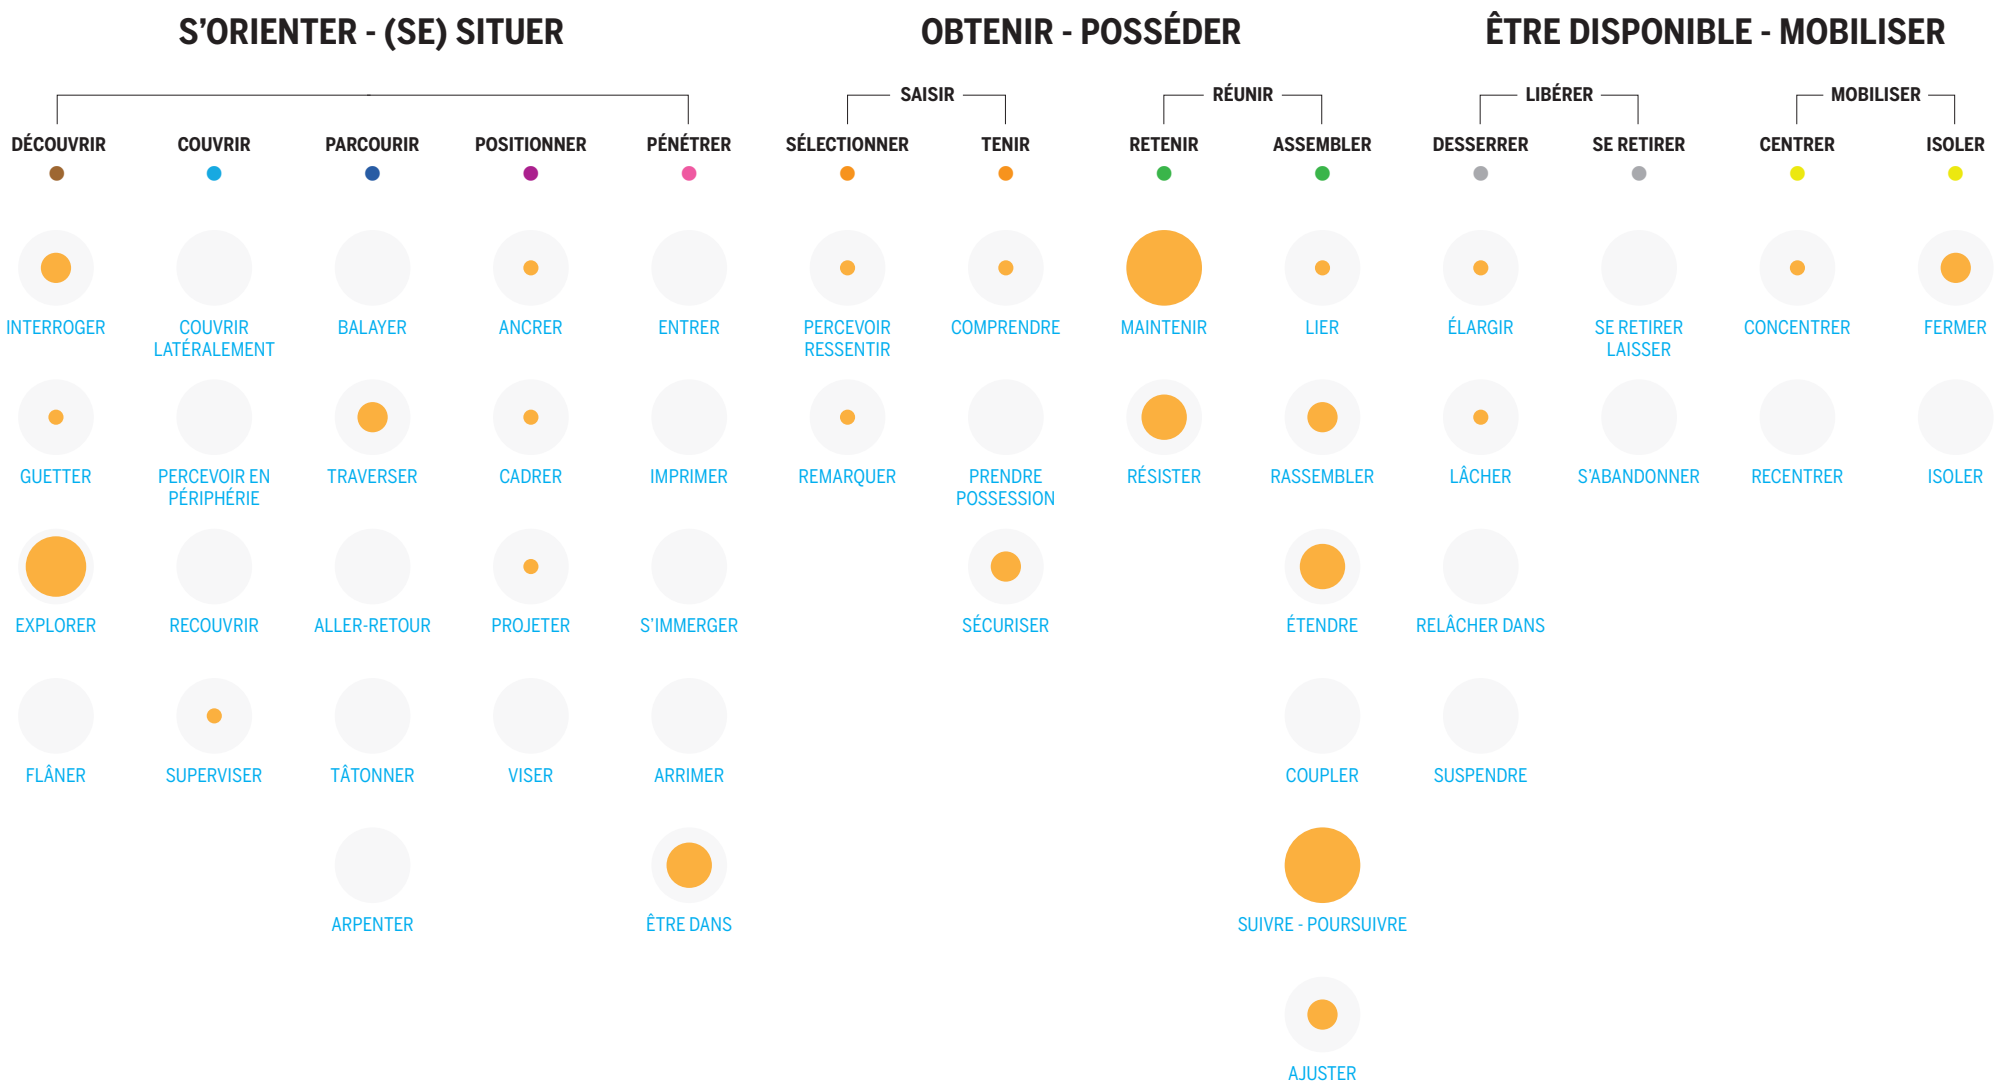 S’ORIENTER - (SE) SITUER
OBTENIR - POSSÉDER
ÊTRE DISPONIBLE - MOBILISER
SAISIR
RÉUNIR
LIBÉRER
MOBILISER
DÉCOUVRIR
COUVRIR
PARCOURIR
POSITIONNER
PÉNÉTRER
SÉLECTIONNER
TENIR
RETENIR
ASSEMBLER
DESSERRER
SE RETIRER
CENTRER
ISOLER
INTERROGER
COUVRIR
LATÉRALEMENT
BALAYER
ANCRER
ENTRER
PERCEVOIR
RESSENTIR
COMPRENDRE
MAINTENIR
LIER
ÉLARGIR
SE RETIRER
LAISSER
CONCENTRER
FERMER
GUETTER
PERCEVOIR EN
PÉRIPHÉRIE
TRAVERSER
CADRER
IMPRIMER
REMARQUER
PRENDRE
POSSESSION
RÉSISTER
RASSEMBLER
LÂCHER
S’ABANDONNER
RECENTRER
ISOLER
EXPLORER
RECOUVRIR
ALLER-RETOUR
PROJETER
S’IMMERGER
SÉCURISER
ÉTENDRE
RELÂCHER DANS
FLÂNER
SUPERVISER
TÂTONNER
VISER
ARRIMER
COUPLER
SUSPENDRE
ARPENTER
ÊTRE DANS
SUIVRE - POURSUIVRE
AJUSTER